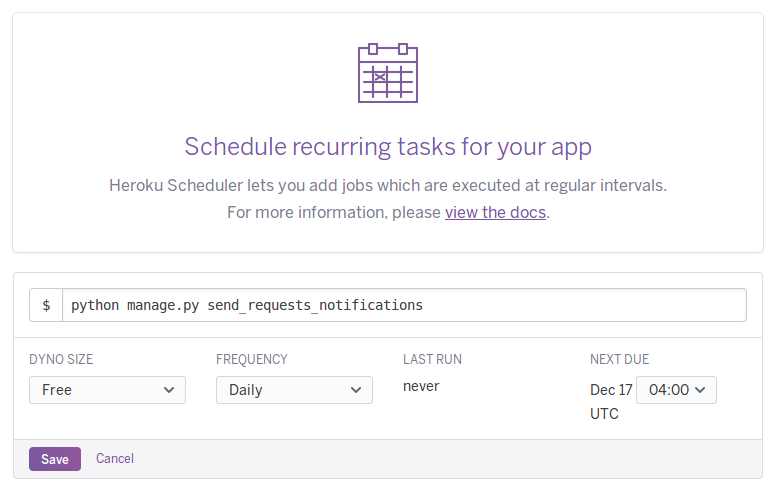 Schedule recurring tasks for your app
Heroku Scheduler lets you add jobs which are executed at regular intervals.
For more information, please view the docs.
$ python manage.py send_requests_notifications
DYNO SIZE FREQUENCY LAST RUN NEXT DUE
Free Daily never Dec 17 04:00
UTC
Save Cancel